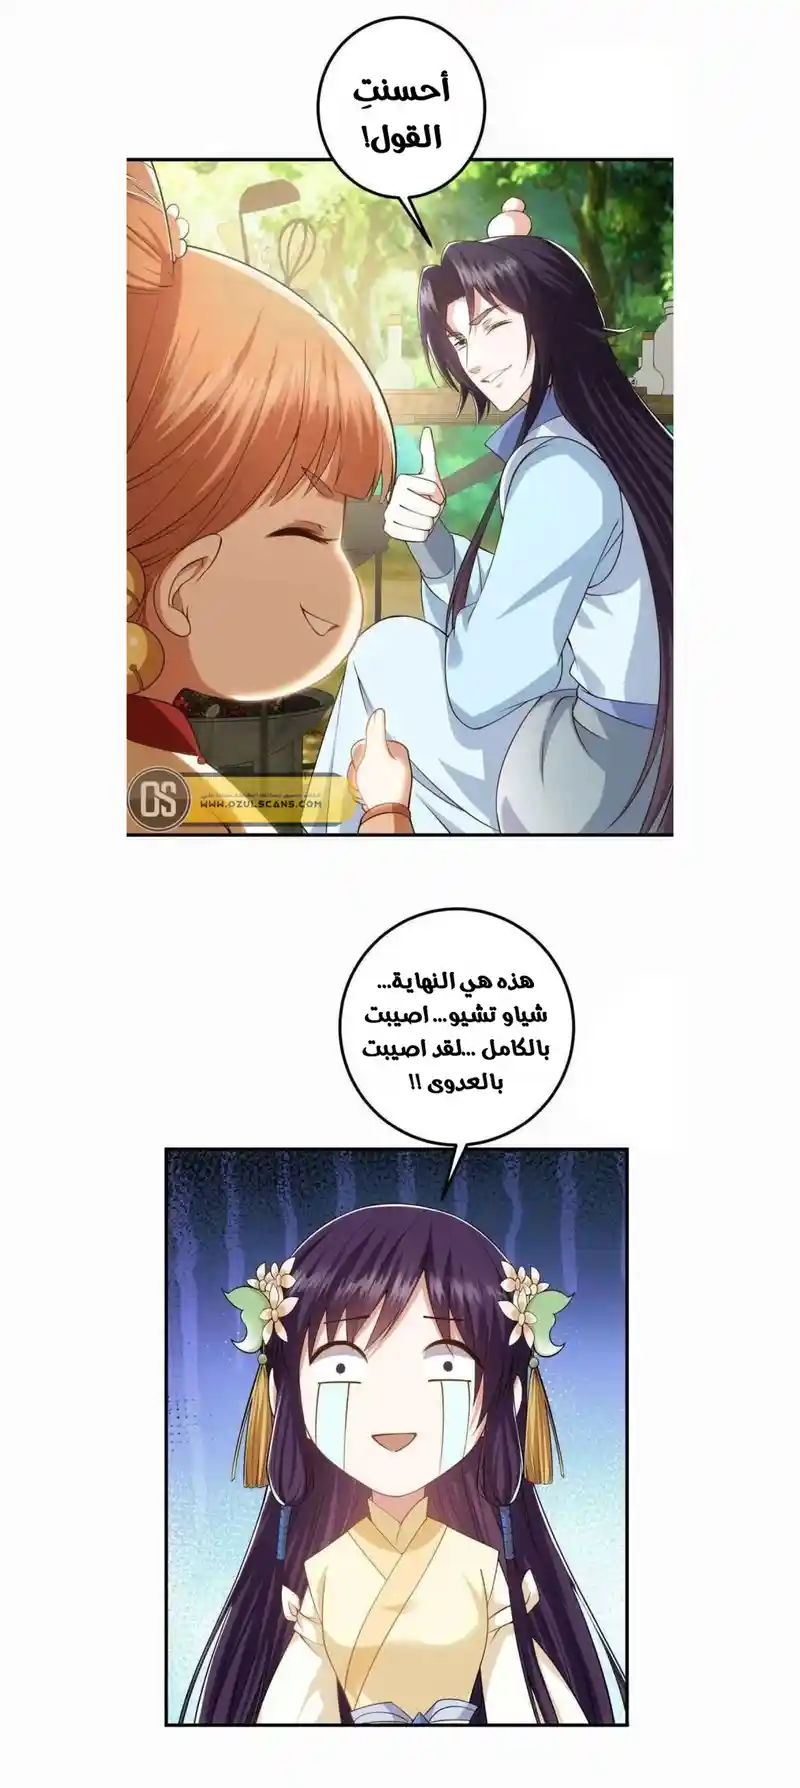 أحسنتِ
القول!
OS
WWW.OZULSCANS.COM
هذه هي النهاية...
شياو تشيو... اصيبت
بالكامل ...لقد اصيبت
بالعدوى !!